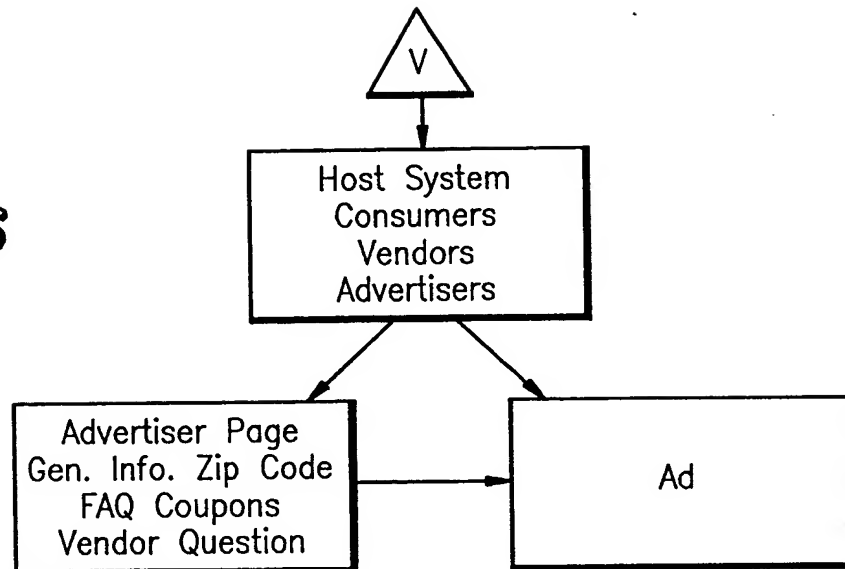 V
Host System
Consumers
Vendors
Advertisers
Advertiser Page
Gen. Info. Zip Code
FAQ Coupons
Vendor Question
Ad